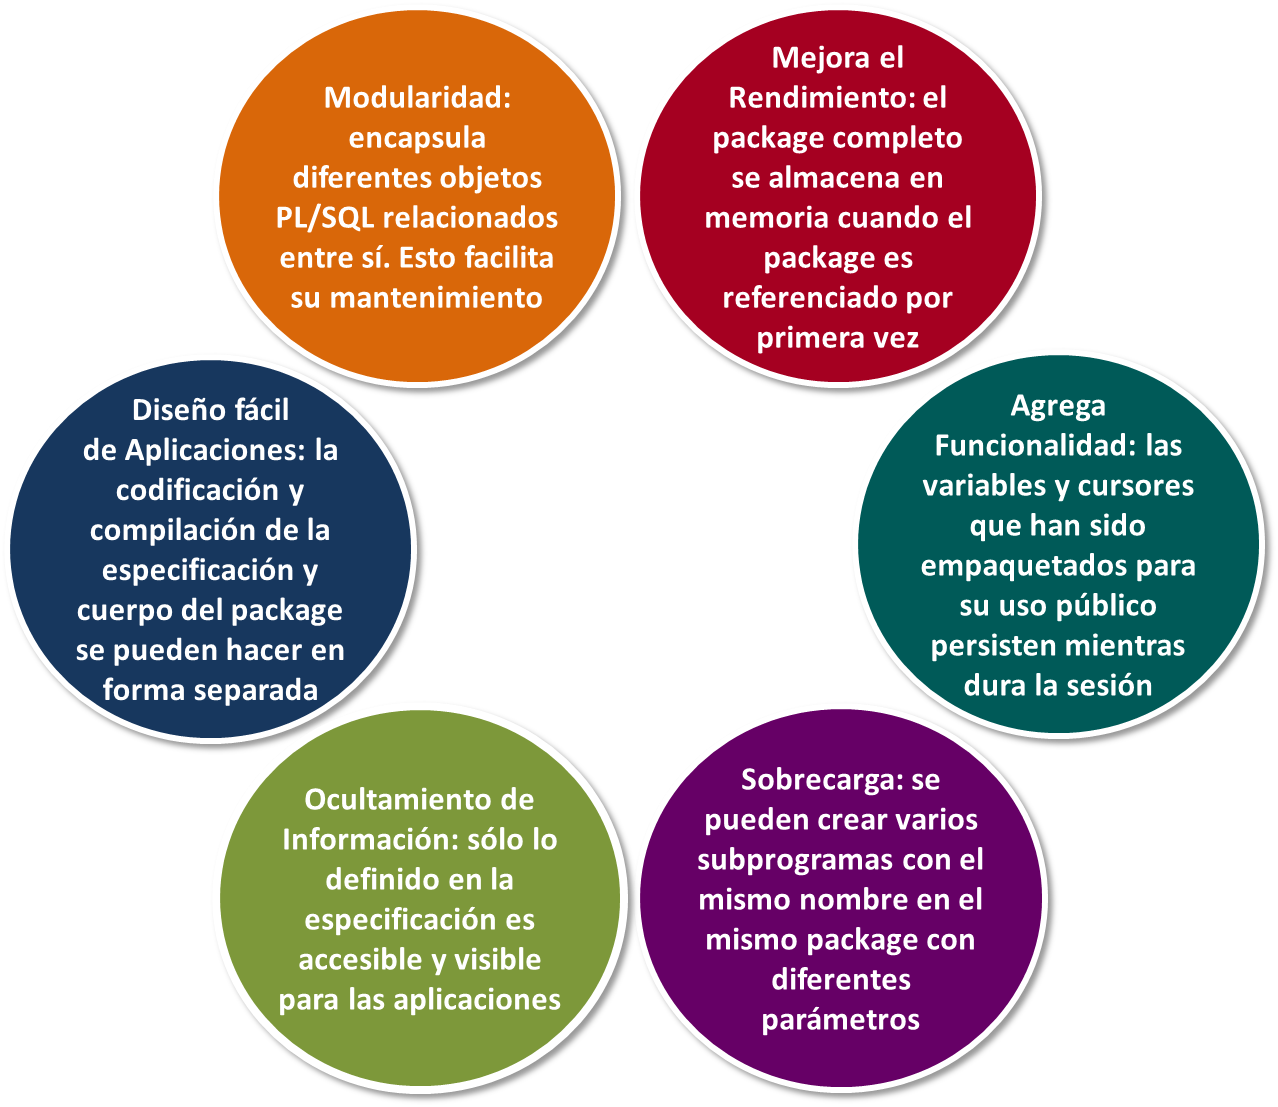 Modularidad:
encapsula
diferentes objetos
PL/SQL relacionados
entre sí. Esto facilita
su mantenimiento
Mejora el
Rendimiento: el
package completo
se almacena en
memoria cuando el
package es
referenciado por
primera vez
Diseño fácil
de Aplicaciones: la
codificación y
compilación de la
especificación y
cuerpo del package
se pueden hacer en
forma separada
Agrega
Funcionalidad: las
variables y cursores
que han sido
empaquetados para
su uso público
persisten mientras
dura la sesión
Ocultamiento de
Información: sólo lo
definido en la
especificación es
accesible y visible
para las aplicaciones
Sobrecarga: se
pueden crear varios
subprogramas con el
mismo nombre en el
mismo package con
diferentes
parámetros